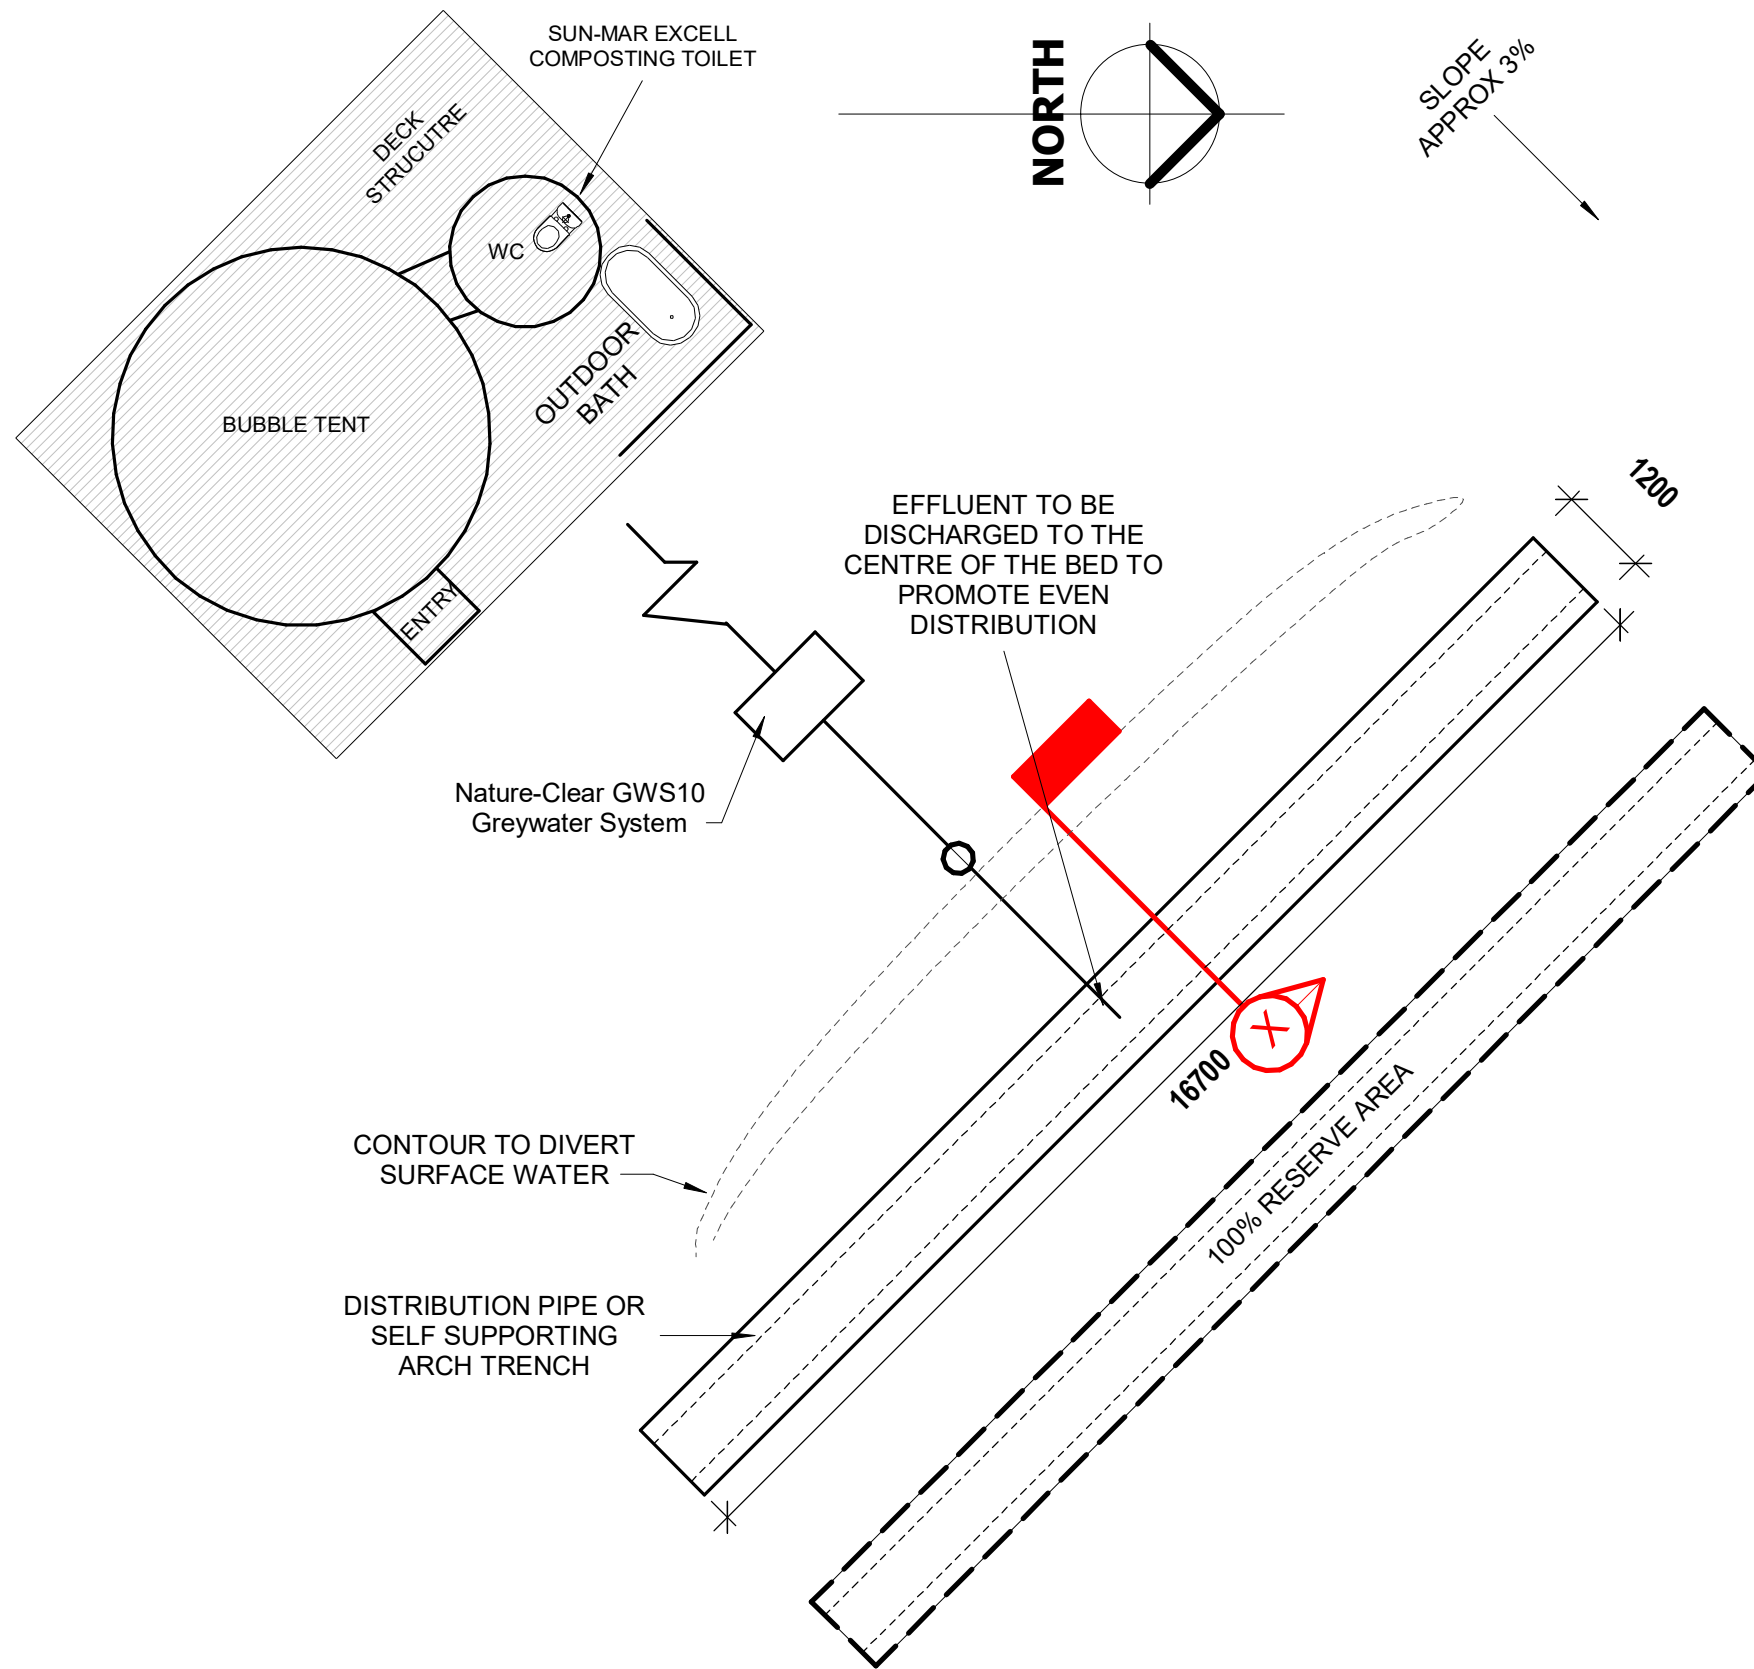 SUN-MAR EXCELL
COMPOSTING TOILET
NORTH
SLOPE
APPROX 3%
DECK
STRUCUTRE
WC
OUTDOOR
BATH
BUBBLE TENT
ENTRY
1200
EFFLUENT TO BE
DISCHARGED TO THE
CENTRE OF THE BED TO
PROMOTE EVEN
DISTRIBUTION
Nature-Clear GWS10
Greywater System
X
16700
100% RESERVE AREA
CONTOUR TO DIVERT
SURFACE WATER
DISTRIBUTION PIPE OR
SELF SUPPORTING
ARCH TRENCH